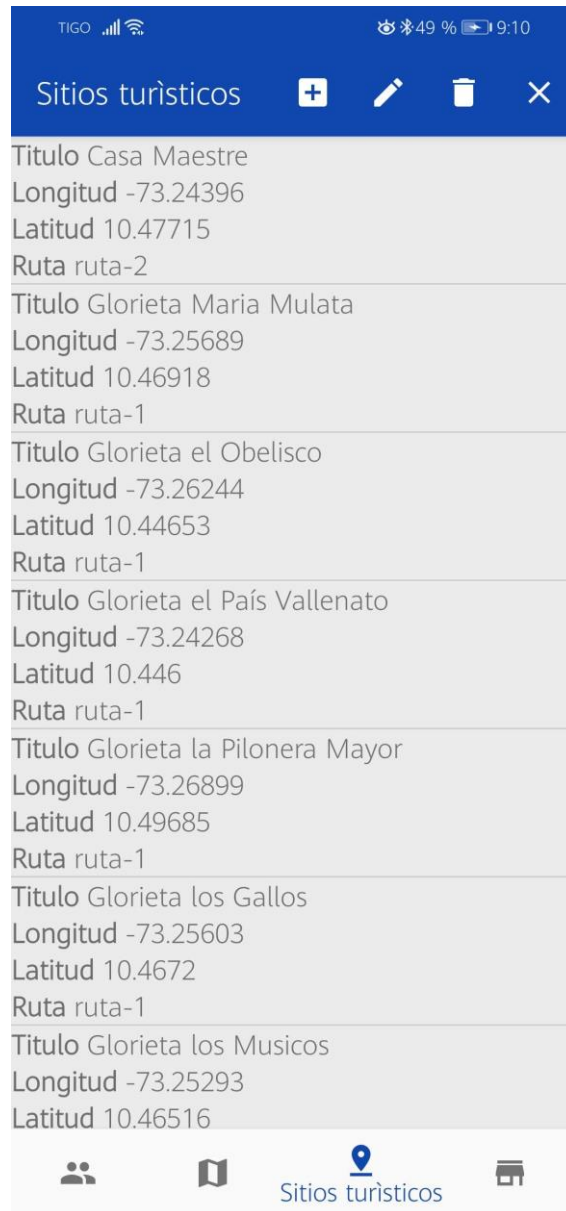 TIGO 49 % 9:10
Sitios turìsticos
Titulo Casa Maestre
Longitud -73.24396
Latitud 10.47715
Ruta ruta-2
Titulo Glorieta Maria Mulata
Longitud -73.25689
Latitud 10.46918
Ruta ruta-1
Titulo Glorieta el Obelisco
Longitud -73.26244
Latitud 10.44653
Ruta ruta-1
Titulo Glorieta el País Vallenato
Longitud -73.24268
Latitud 10.446
Ruta ruta-1
Titulo Glorieta la Pilonera Mayor
Longitud -73.26899
Latitud 10.49685
Ruta ruta-1
Titulo Glorieta los Gallos
Longitud -73.25603
Latitud 10.4672
Ruta ruta-1
Titulo Glorieta los Musicos
Longitud -73.25293
Latitud 10.46516
Sitios turìsticos